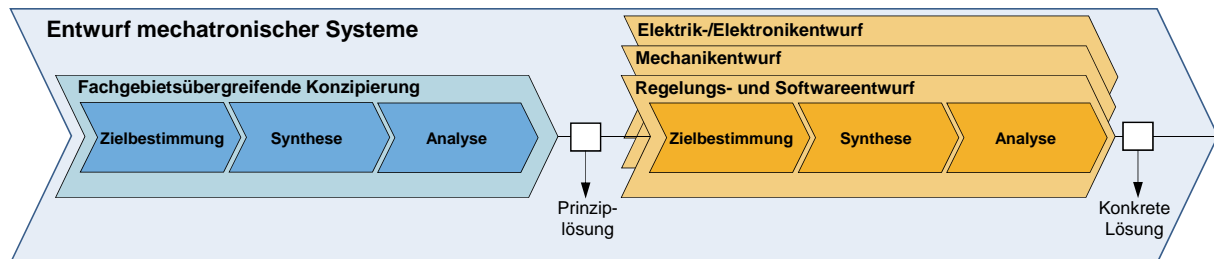 Entwurf mechatronischer Systeme
Fachgebietsübergreifende Konzipierung
Zielbestimmung
Synthese
Analyse
Prinzip-
lösung
Elektrik-/Elektronikentwurf
Mechanikentwurf
Regelungs- und Softwareentwurf
Zielbestimmung
Synthese
Analyse
Konkrete
Lösung